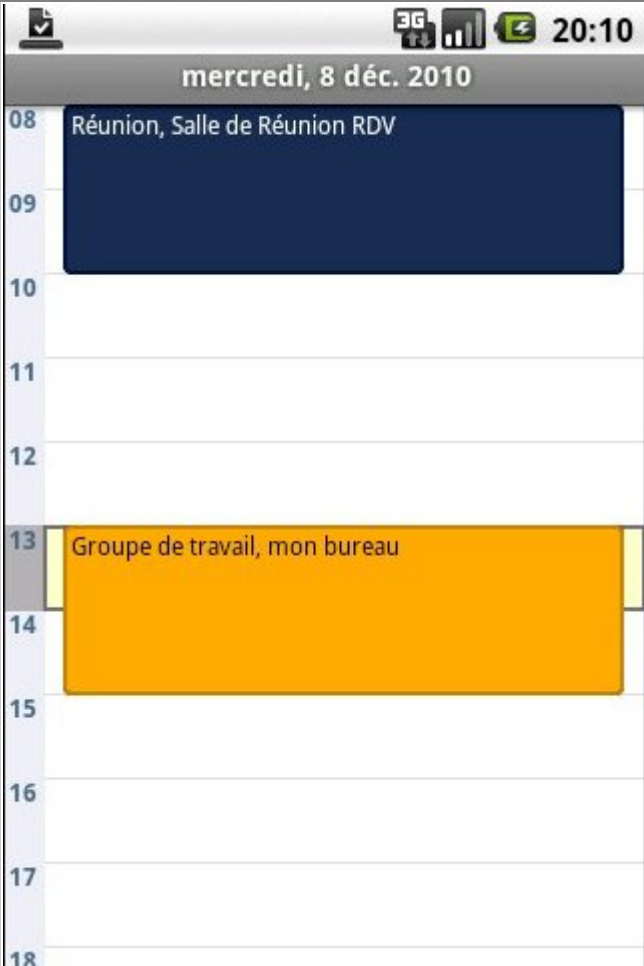 3G 20:10
mercredi, 8 déc. 2010
08
Réunion, Salle de Réunion RDV
09
10
11
12
13
Groupe de travail, mon bureau
14
15
16
17
18